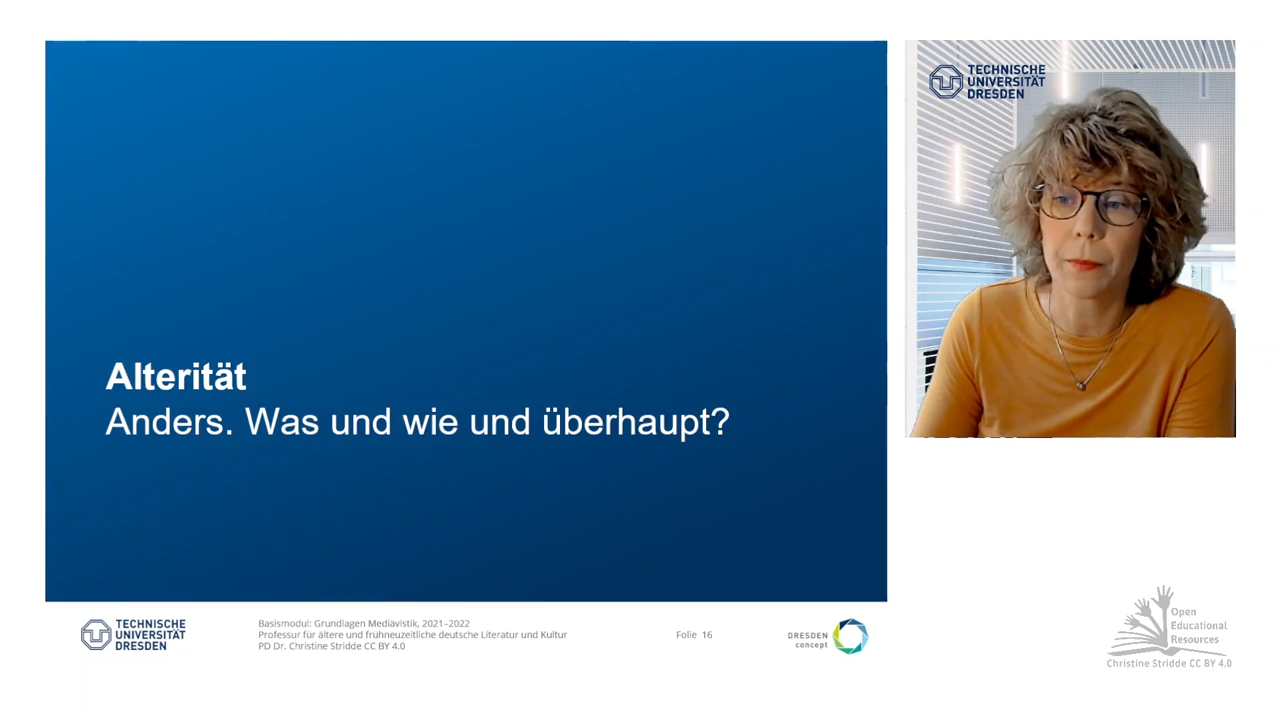 Alterität
Anders. Was und wie und überhaupt?
TECHNISCHE
UNIVERSITÄT
DRESDEN
Basismodul: Grundlagen Mediävistik, 2021–2022
Professur für ältere und frühneuzeitliche deutsche Literatur und Kultur
PD Dr. Christine Stridde CC BY 4.0
Folie 16
DRESDEN
concept
TECHNISCHE
UNIVERSITÄT
DRESDEN
Open
Educational
Resources
Christine Stridde CC BY 4.0